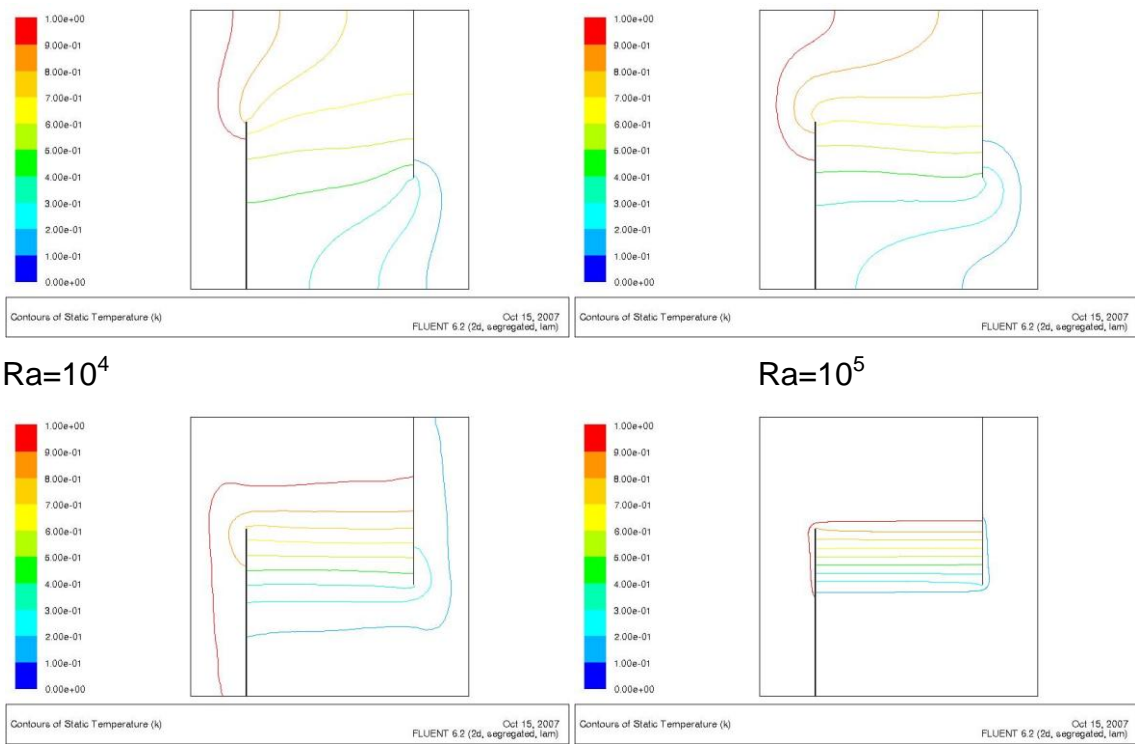 1.00e+00
9.00e-01
8.00e-01
7.00e-01
6.00e-01
5.00e-01
4.00e-01
3.00e-01
2.00e-01
1.00e-01
0.00e+00
Contours of Static Temperature (k)
Oct 15, 2007
FLUENT 6.2 (2d, segregated, lam)
1.00e+00
9.00e-01
8.00e-01
7.00e-01
6.00e-01
5.00e-01
4.00e-01
3.00e-01
2.00e-01
1.00e-01
0.00e+00
Contours of Static Temperature (k)
Oct 15, 2007
FLUENT 6.2 (2d, segregated, lam)
Ra=10⁴
Ra=10⁵
1.00e+00
9.00e-01
8.00e-01
7.00e-01
6.00e-01
5.00e-01
4.00e-01
3.00e-01
2.00e-01
1.00e-01
0.00e+00
Contours of Static Temperature (k)
Oct 15, 2007
FLUENT 6.2 (2d, segregated, lam)
1.00e+00
9.00e-01
8.00e-01
7.00e-01
6.00e-01
5.00e-01
4.00e-01
3.00e-01
2.00e-01
1.00e-01
0.00e+00
Contours of Static Temperature (k)
Oct 15, 2007
FLUENT 6.2 (2d, segregated, lam)